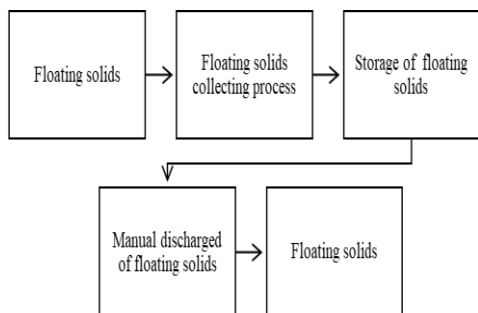 Floating solids
Floating solids
collecting process
Storage of floating
solids
Manual discharged
of floating solids
Floating solids